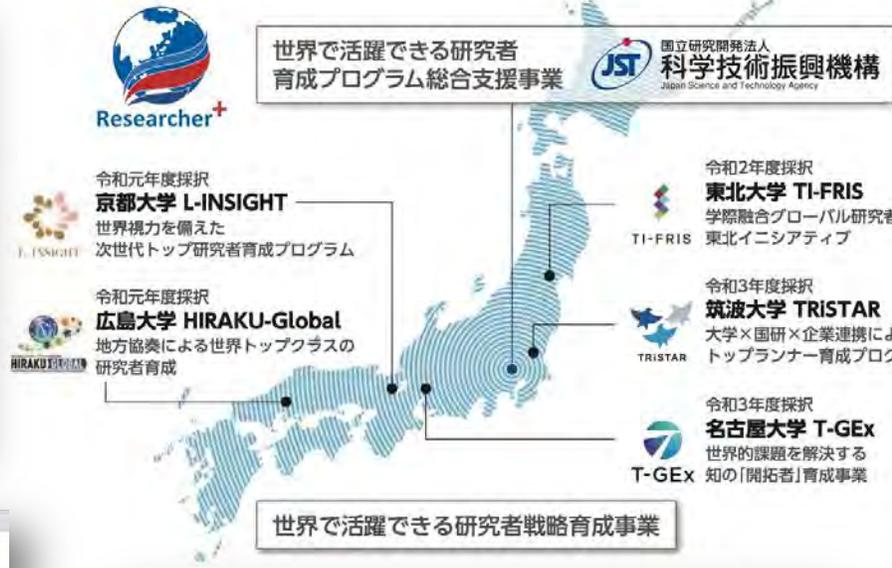 Researcher+
世界で活躍できる研究者
育成プログラム総合支援事業
JST
国立研究開発法人
科学技術振興機構
Japan Science and Technology Agency
令和元年度採択
京都大学 L-INSIGHT
世界視力を備えた
次世代トップ研究者育成プログラム
L-INSIGHT
令和元年度採択
広島大学 HIRAKU-Global
地方協奏による世界トップクラスの
研究者育成
HIRAKU GLOBAL
令和2年度採択
東北大学 TI-FRIS
学際融合グローバル研究者
東北イニシアティブ
TI-FRIS
令和3年度採択
筑波大学 TRiSTAR
大学×国研×企業連携によ
トップランナー育成プログ
TRiSTAR
令和3年度採択
名古屋大学 T-GEx
世界的課題を解決する
知の「開拓者」育成事業
T-GEx
世界で活躍できる研究者戦略育成事業